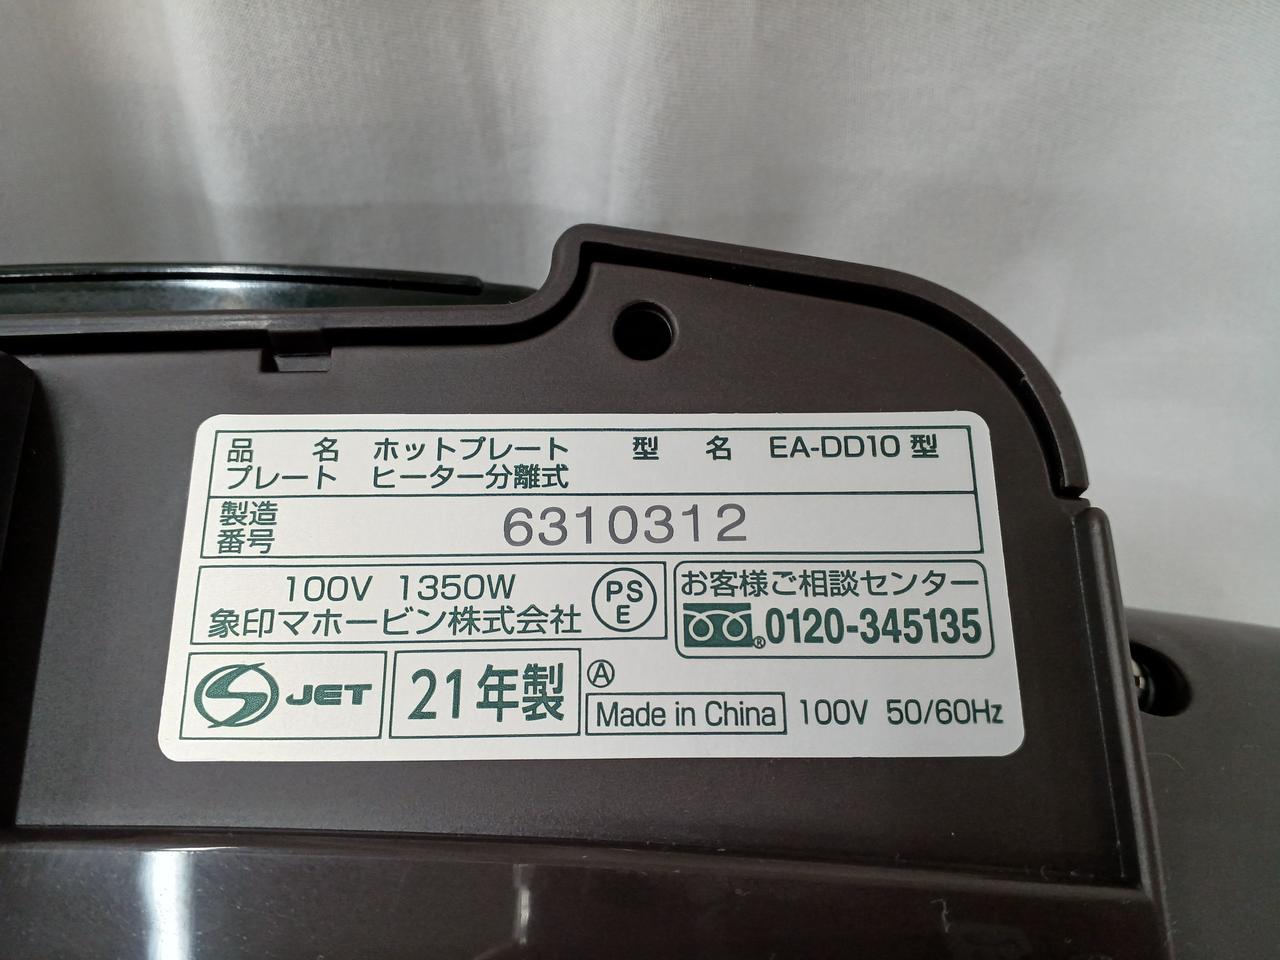 品 名 ホットプレート 型 名 EA-DD10 型
プレート ヒーター分離式
製造
番号
6310312
100V 1350W
象印マホービン株式会社
PS
E
お客様ご相談センター
® 0120-345135
JET
21年製
A
Made in China
100V 50/60Hz